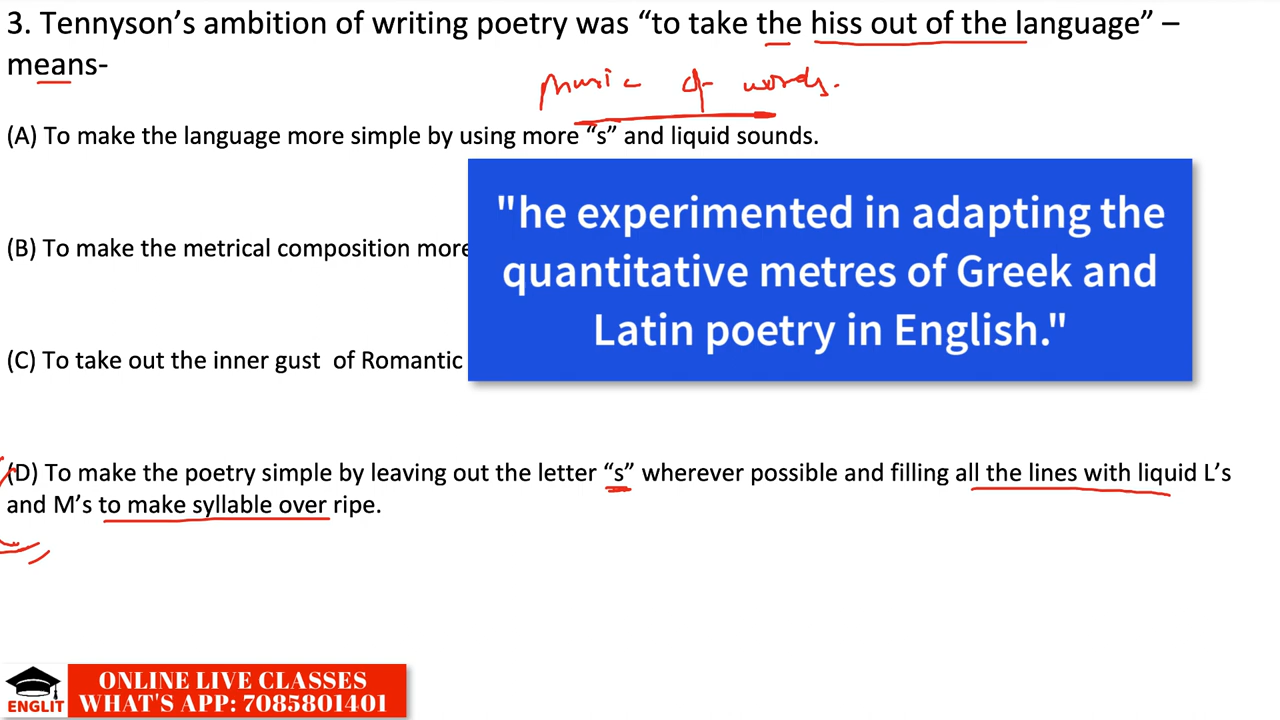 3. Tennyson’s ambition of writing poetry was “to take the hiss out of the language” –
means-
music of words.
(A) To make the language more simple by using more “s” and liquid sounds.
"he experimented in adapting the
quantitative metres of Greek and
Latin poetry in English."
(B) To make the metrical composition more
(C) To take out the inner gust of Romantic
(D) To make the poetry simple by leaving out the letter “s” wherever possible and filling all the lines with liquid L’s
and M’s to make syllable over ripe.
ENGLIT
ONLINE LIVE CLASSES
WHAT'S APP: 7085801401